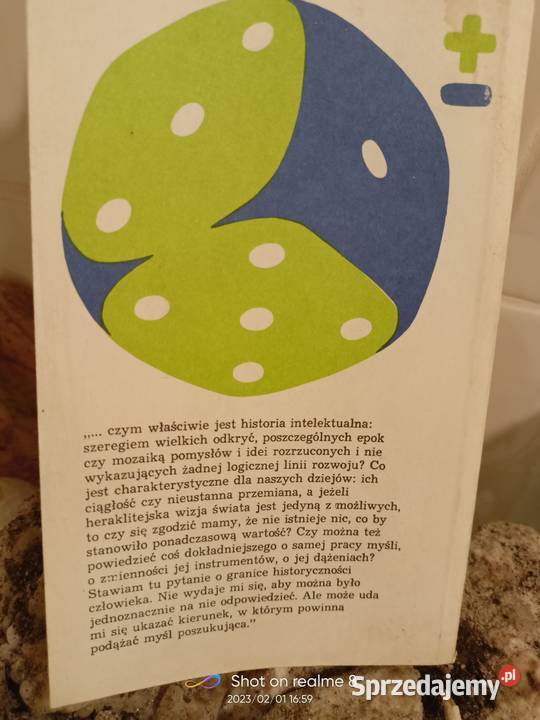 „... czym właściwie jest historia intelektualna:
szeregiem wielkich odkryć, poszczególnych epok
czy mozaiką pomysłów i idei rozrzuconych i nie
wykazujących żadnej logicznej linii rozwoju? Co
jest charakterystyczne dla naszych dziejów: ich
ciągłość czy nieustanna przemiana, a jeżeli
heraklitejska wizja świata jest jedyną z możliwych,
to czy się zgodzić mamy, że nie istnieje nic, co by
stanowiło ponadczasową wartość? Czy można też
powiedzieć coś dokładniejszego o samej pracy myśli,
o zmienności jej instrumentów, o jej dążeniach?
Stawiam tu pytanie o granice historyczności
człowieka. Nie wydaje mi się, aby można było
jednoznacznie na nie odpowiedzieć. Ale może uda
mi się ukazać kierunek, w którym powinna
podążać myśl poszukująca.”
Shot on realme 8
2023/02/01 16:59
Sprzedajemy.pl